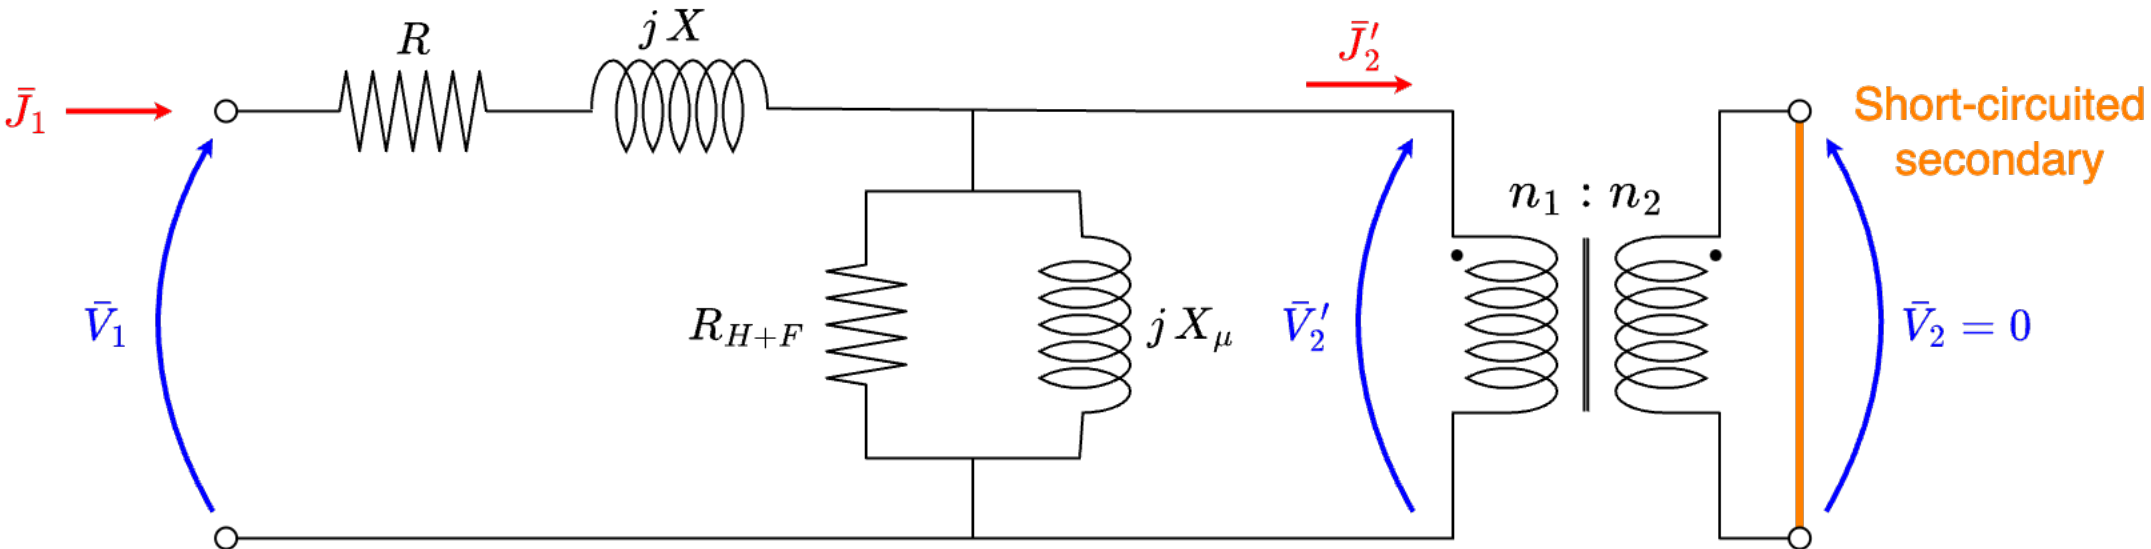 R
j X
J̄₂′
J̄₁
Short-circuited
secondary
n₁ : n₂
V̄₁
R_{H+F}
j X_μ
V̄₂′
V̄₂ = 0